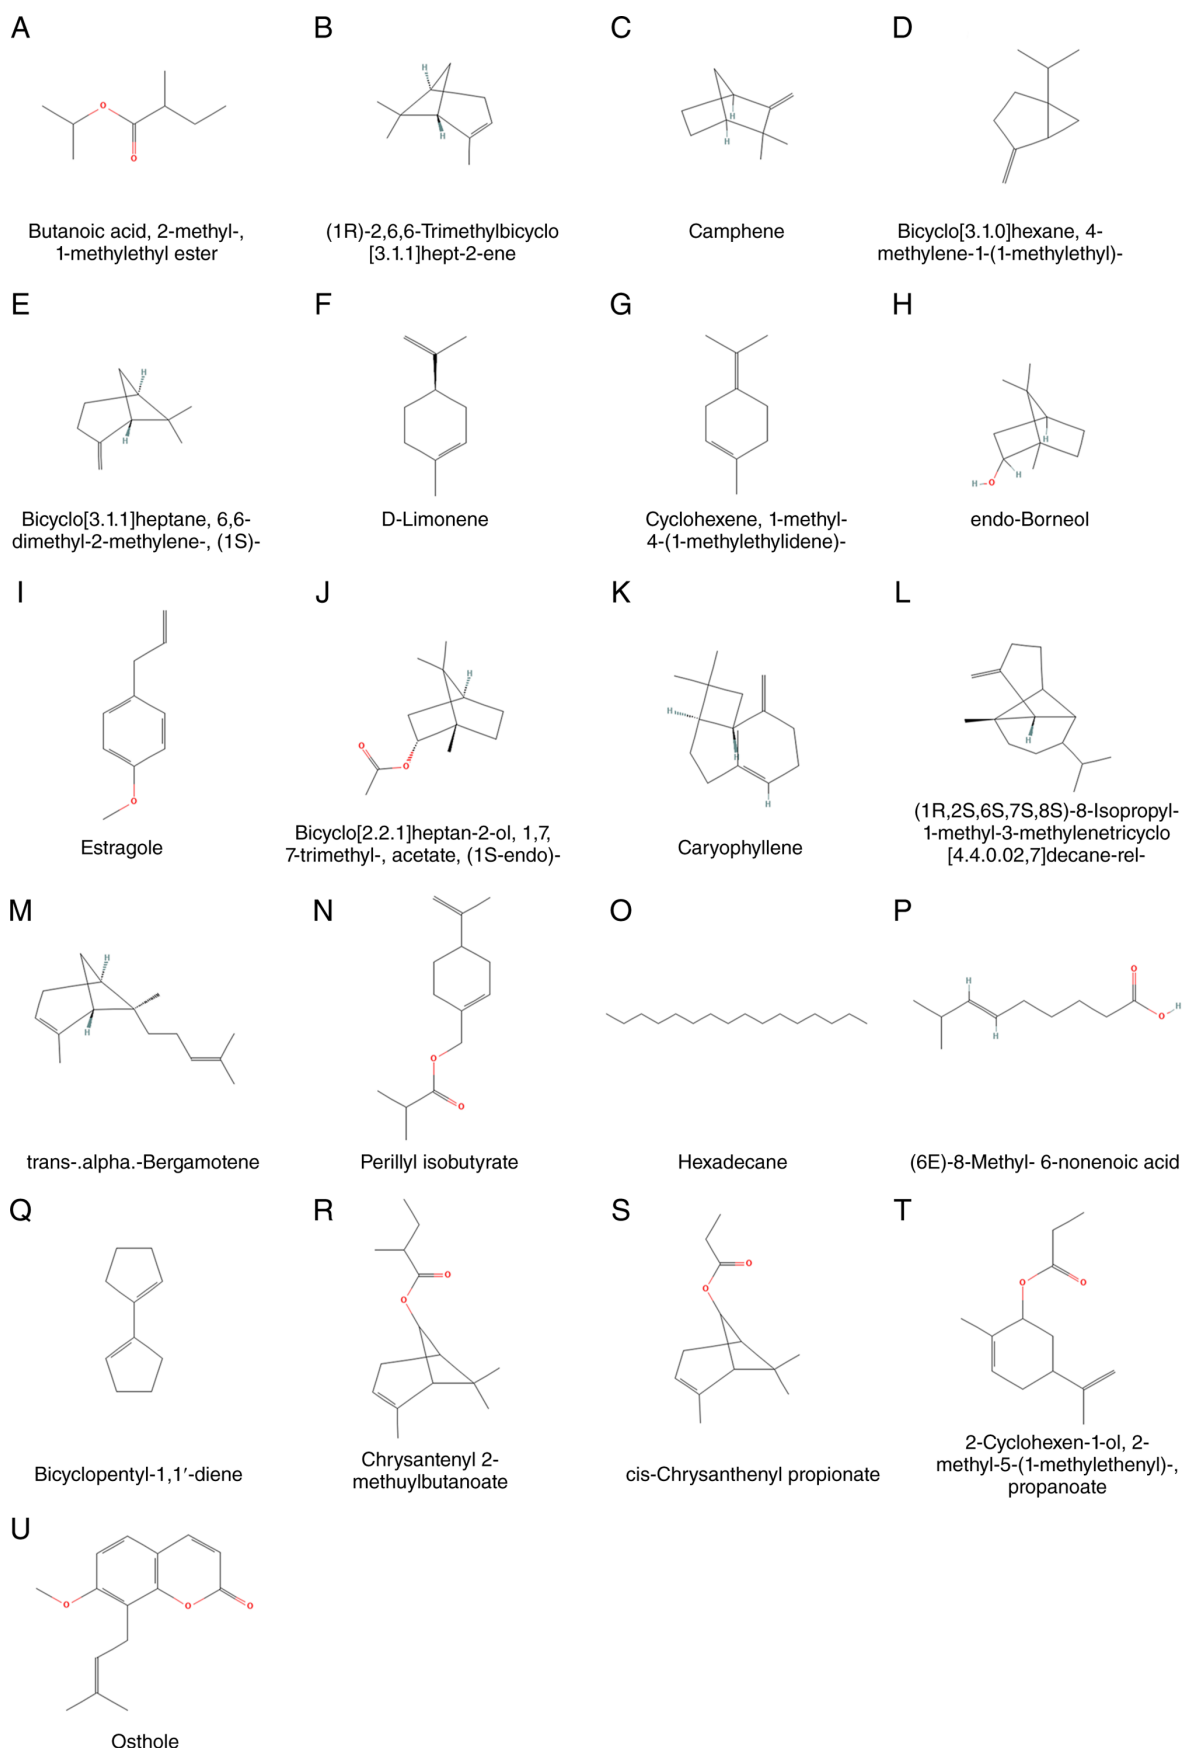 A
B
C
D
Butanoic acid, 2-methyl-,
1-methylethyl ester
(1R)-2,6,6-Trimethylbicyclo
[3.1.1]hept-2-ene
Camphene
Bicyclo[3.1.0]hexane, 4-
methylene-1-(1-methylethyl)-
E
F
G
H
Bicyclo[3.1.1]heptane, 6,6-
dimethyl-2-methylene-, (1S)-
D-Limonene
Cyclohexene, 1-methyl-
4-(1-methylethylidene)-
endo-Borneol
I
J
K
L
Estragole
Bicyclo[2.2.1]heptan-2-ol, 1,7,
7-trimethyl-, acetate, (1S-endo)-
Caryophyllene
(1R,2S,6S,7S,8S)-8-Isopropyl-
1-methyl-3-methylenetricyclo
[4.4.0.02,7]decane-rel-
M
N
O
P
trans-.alpha.-Bergamotene
Perillyl isobutyrate
Hexadecane
(6E)-8-Methyl- 6-nonenoic acid
Q
R
S
T
Bicyclopentyl-1,1′-diene
Chrysantenyl 2-
methuylbutanoate
cis-Chrysanthenyl propionate
2-Cyclohexen-1-ol, 2-
methyl-5-(1-methylethenyl)-,
propanoate
U
Osthole